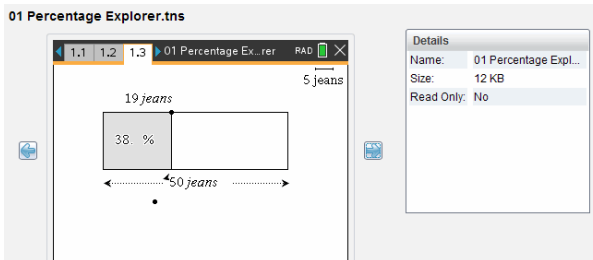 01 Percentage Explorer.tns
1.1 1.2 1.3 01 Percentage Ex...rer RAD
5 jeans
19 jeans
38. %
50 jeans
Details
Name: 01 Percentage Expl...
Size: 12 KB
Read Only: No